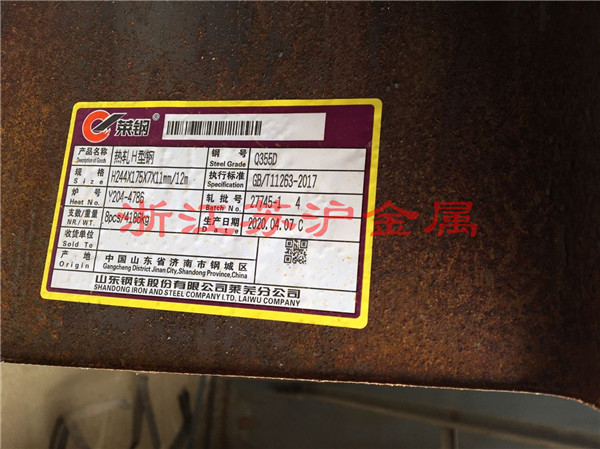 莱钢
产品名称 热轧H型钢 钢号 Q355D
Description of Goods Steel Grade
规格 H244X175X7X11mm/12m 执行标准 GB/T11263-2017
Size Specification
炉号 Y204-4786 轧批号 27745-1 4
Heat No. Batch No.
支数/重量 8pcs/4186kg 生产日期 2020.04.07 C
NR./WT.
收货单位
Sold To
产地 中国山东省济南市钢城区
Origin Gangcheng District Jinan City,Shandong Province,China
山东钢铁股份有限公司莱芜分公司
SHANDONG IRON AND STEEL COMPANY LTD. LAIWU COMPANY
浙江苏沪金属